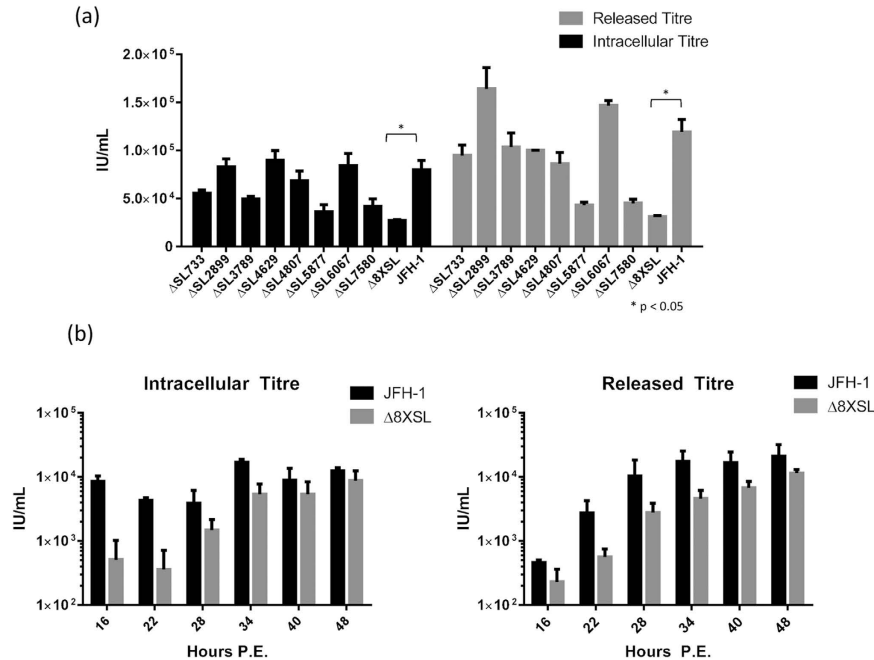 (a)
Released Titre
Intracellular Titre
2.0×10⁵
1.5×10⁵
1.0×10⁵
5.0×10⁴
0
IU/mL
ΔSL733
ΔSL2899
ΔSL3789
ΔSL4629
ΔSL4807
ΔSL5877
ΔSL6067
ΔSL7580
Δ8XSL
JFH-1
ΔSL733
ΔSL2899
ΔSL3789
ΔSL4629
ΔSL4807
ΔSL5877
ΔSL6067
ΔSL7580
Δ8XSL
JFH-1
*
*
* p < 0.05
(b)
Intracellular Titre
JFH-1
Δ8XSL
1×10⁵
1×10⁴
1×10³
1×10²
IU/mL
16
22
28
34
40
48
Hours P.E.
Released Titre
JFH-1
Δ8XSL
1×10⁵
1×10⁴
1×10³
1×10²
IU/mL
16
22
28
34
40
48
Hours P.E.